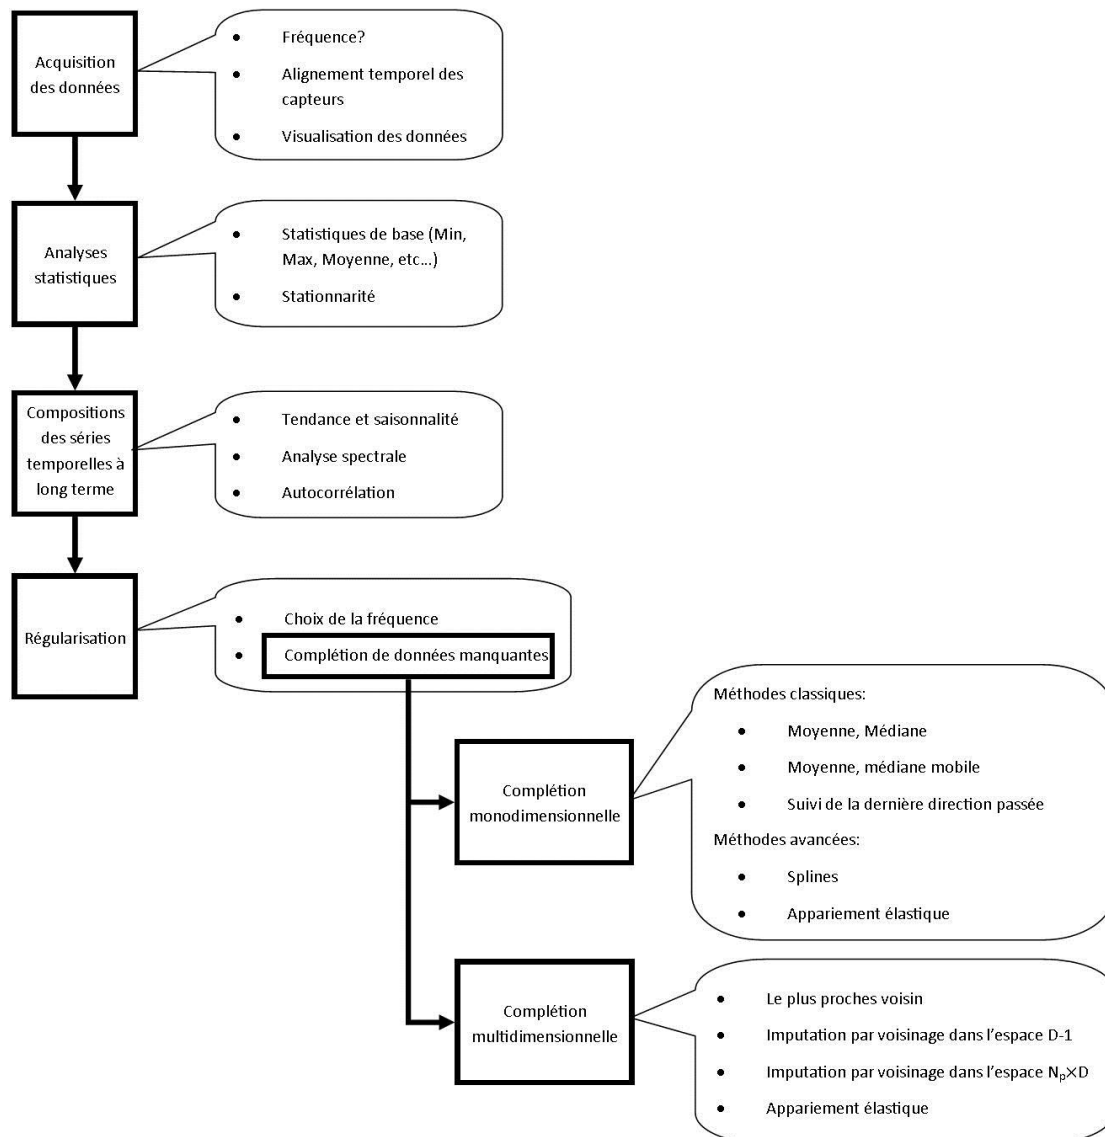 Acquisition
des données
• Fréquence?
• Alignement temporel des
capteurs
• Visualisation des données
Analyses
statistiques
• Statistiques de base (Min,
Max, Moyenne, etc...)
• Stationnarité
Compositions
des séries
temporelles à
long terme
• Tendance et saisonnalité
• Analyse spectrale
• Autocorrélation
Régularisation
• Choix de la fréquence
• Complétion de données manquantes
Complétion
monodimensionnelle
Méthodes classiques:
• Moyenne, Médiane
• Moyenne, médiane mobile
• Suivi de la dernière direction passée
Méthodes avancées:
• Splines
• Appariement élastique
Complétion
multidimensionnelle
• Le plus proches voisin
• Imputation par voisinage dans l'espace D-1
• Imputation par voisinage dans l'espace Nₚ×D
• Appariement élastique